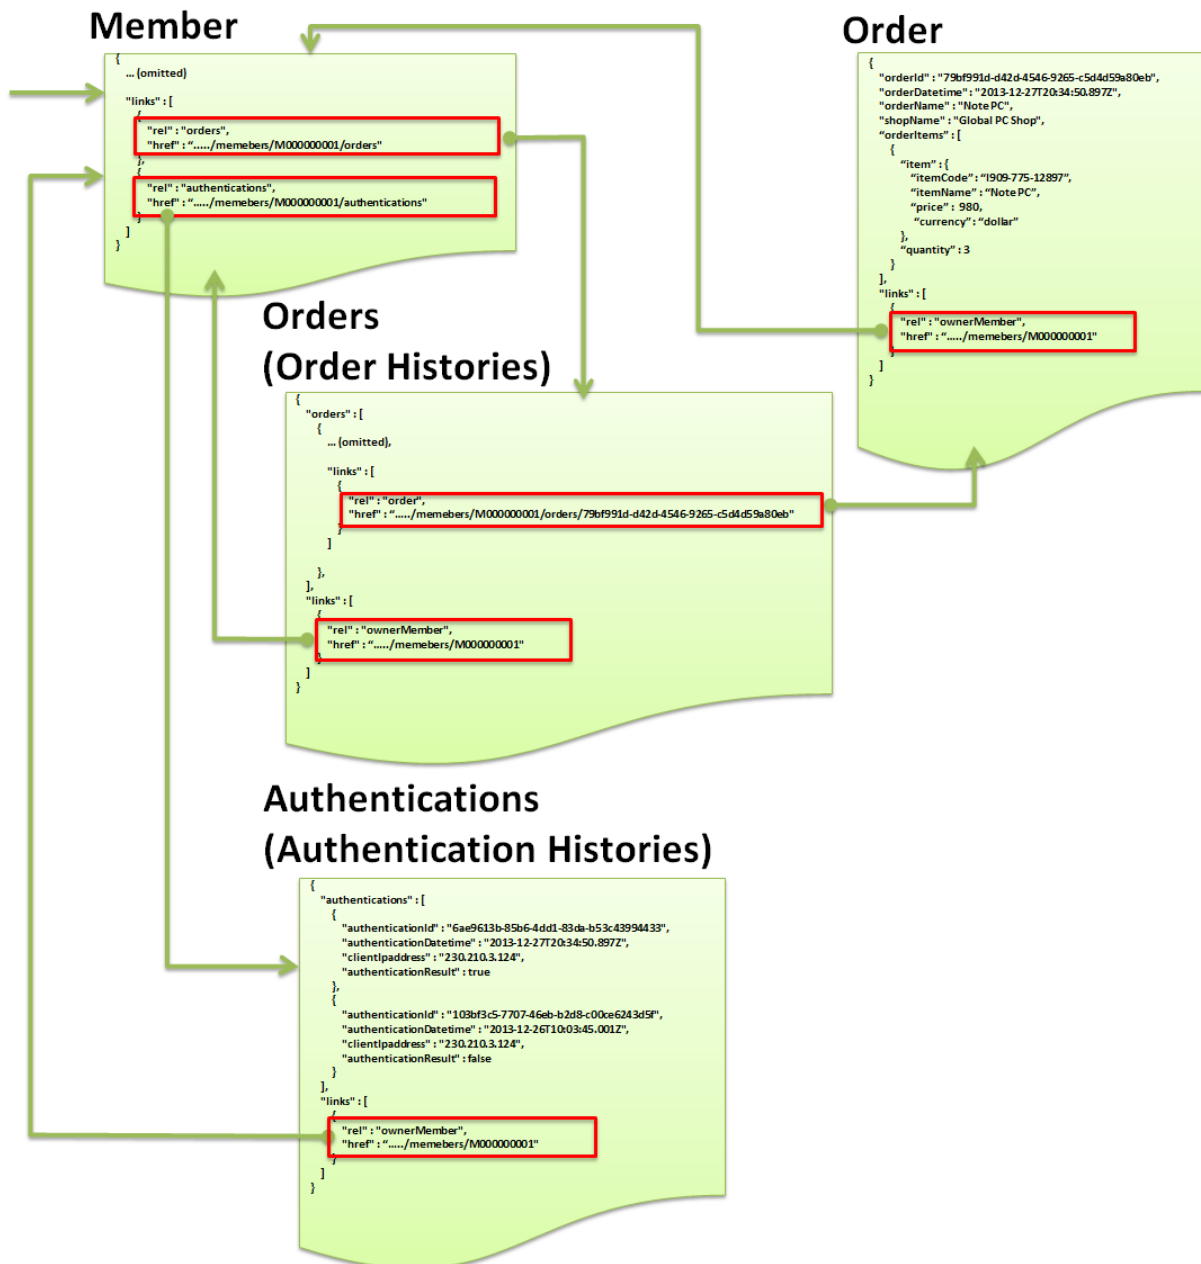 Member
{
... (omitted)
"links" : [
{
"rel" : "orders",
"href" : “...../memebers/M000000001/orders"
},
{
"rel" : "authentications",
"href" : “...../memebers/M000000001/authentications"
}
]
}
Order
{
"orderId" : "79bf991d-d42d-4546-9265-c5d4d59a80eb",
"orderDatetime" : "2013-12-27T20:34:50.897Z",
"orderName" : "Note PC",
"shopName" : "Global PC Shop",
“orderItems" : [
{
“item" : {
"itemCode" : “I909-775-12897”,
"itemName" : “Note PC”,
“price” : 980,
“currency” : “dollar”
},
“quantity” : 3
}
],
"links" : [
{
"rel" : "ownerMember",
"href" : “...../memebers/M000000001"
}
]
}
Orders
(Order Histories)
{
"orders" : [
{
... (omitted),
"links" : [
{
"rel" : "order",
"href" : “...../memebers/M000000001/orders/79bf991d-d42d-4546-9265-c5d4d59a80eb"
}
]
},
],
"links" : [
{
"rel" : "ownerMember",
"href" : “...../memebers/M000000001"
}
]
}
Authentications
(Authentication Histories)
{
"authentications" : [
{
"authenticationId" : "6ae9613b-85b6-4dd1-83da-b53c43994433",
"authenticationDatetime" : "2013-12-27T20:34:50.897Z",
"clientIpaddress" : "230.210.3.124",
"authenticationResult" : true
},
{
"authenticationId" : "103bf3c5-7707-46eb-b2d8-c00ce6243d5f",
"authenticationDatetime" : "2013-12-26T10:03:45.001Z",
"clientIpaddress" : "230.210.3.124",
"authenticationResult" : false
}
],
"links" : [
{
"rel" : "ownerMember",
"href" : “...../memebers/M000000001"
}
]
}